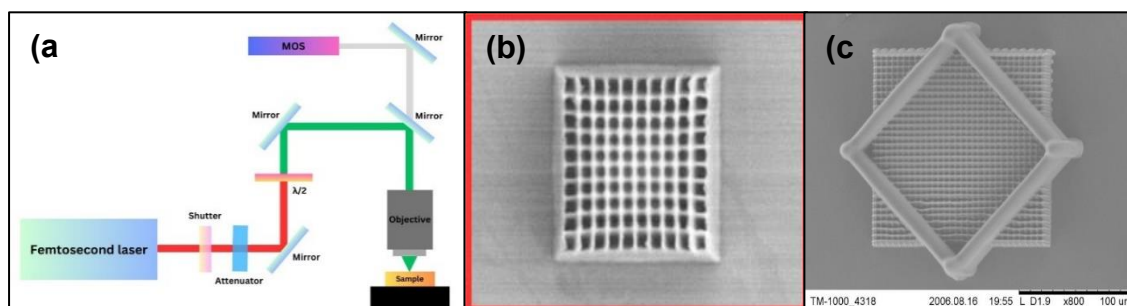 (a
MOS
Mirror
Mirror
Mirror
λ/2
Shutter
Objective
Femtosecond laser
Mirror
Attenuator
Sample
(b)
(c
TM-1000_4318 2006.08.16 19:55 L D1.9 x800 100 um